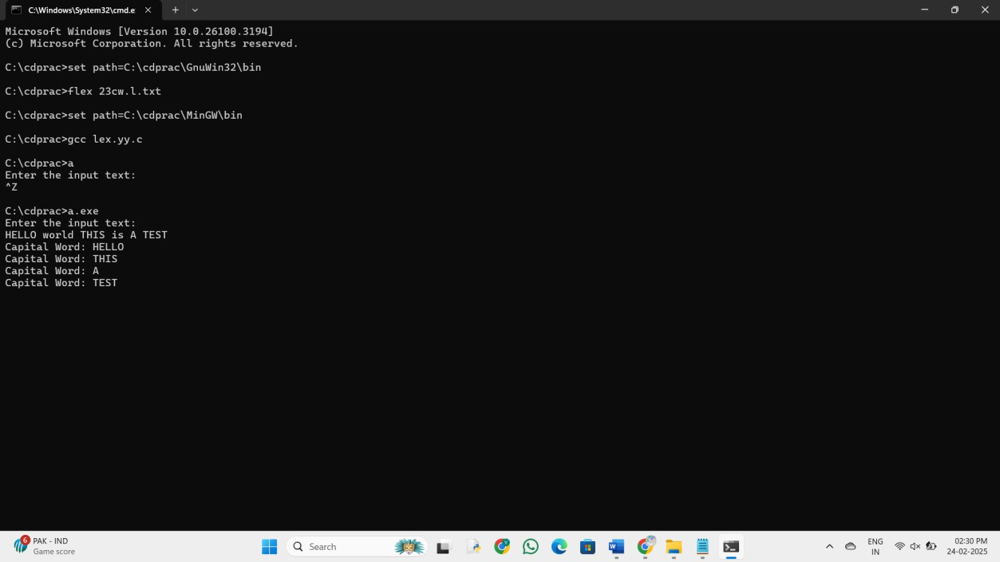 C:\Windows\System32\cmd.e
Microsoft Windows [Version 10.0.26100.3194]
(c) Microsoft Corporation. All rights reserved.
C:\cdprac>set path=C:\cdprac\GnuWin32\bin
C:\cdprac>flex 23cw.l.txt
C:\cdprac>set path=C:\cdprac\MinGW\bin
C:\cdprac>gcc lex.yy.c
C:\cdprac>a
Enter the input text:
^Z
C:\cdprac>a.exe
Enter the input text:
HELLO world THIS is A TEST
Capital Word: HELLO
Capital Word: THIS
Capital Word: A
Capital Word: TEST
6
PAK - IND
Game score
Search
ENG
IN
02:30 PM
24-02-2025